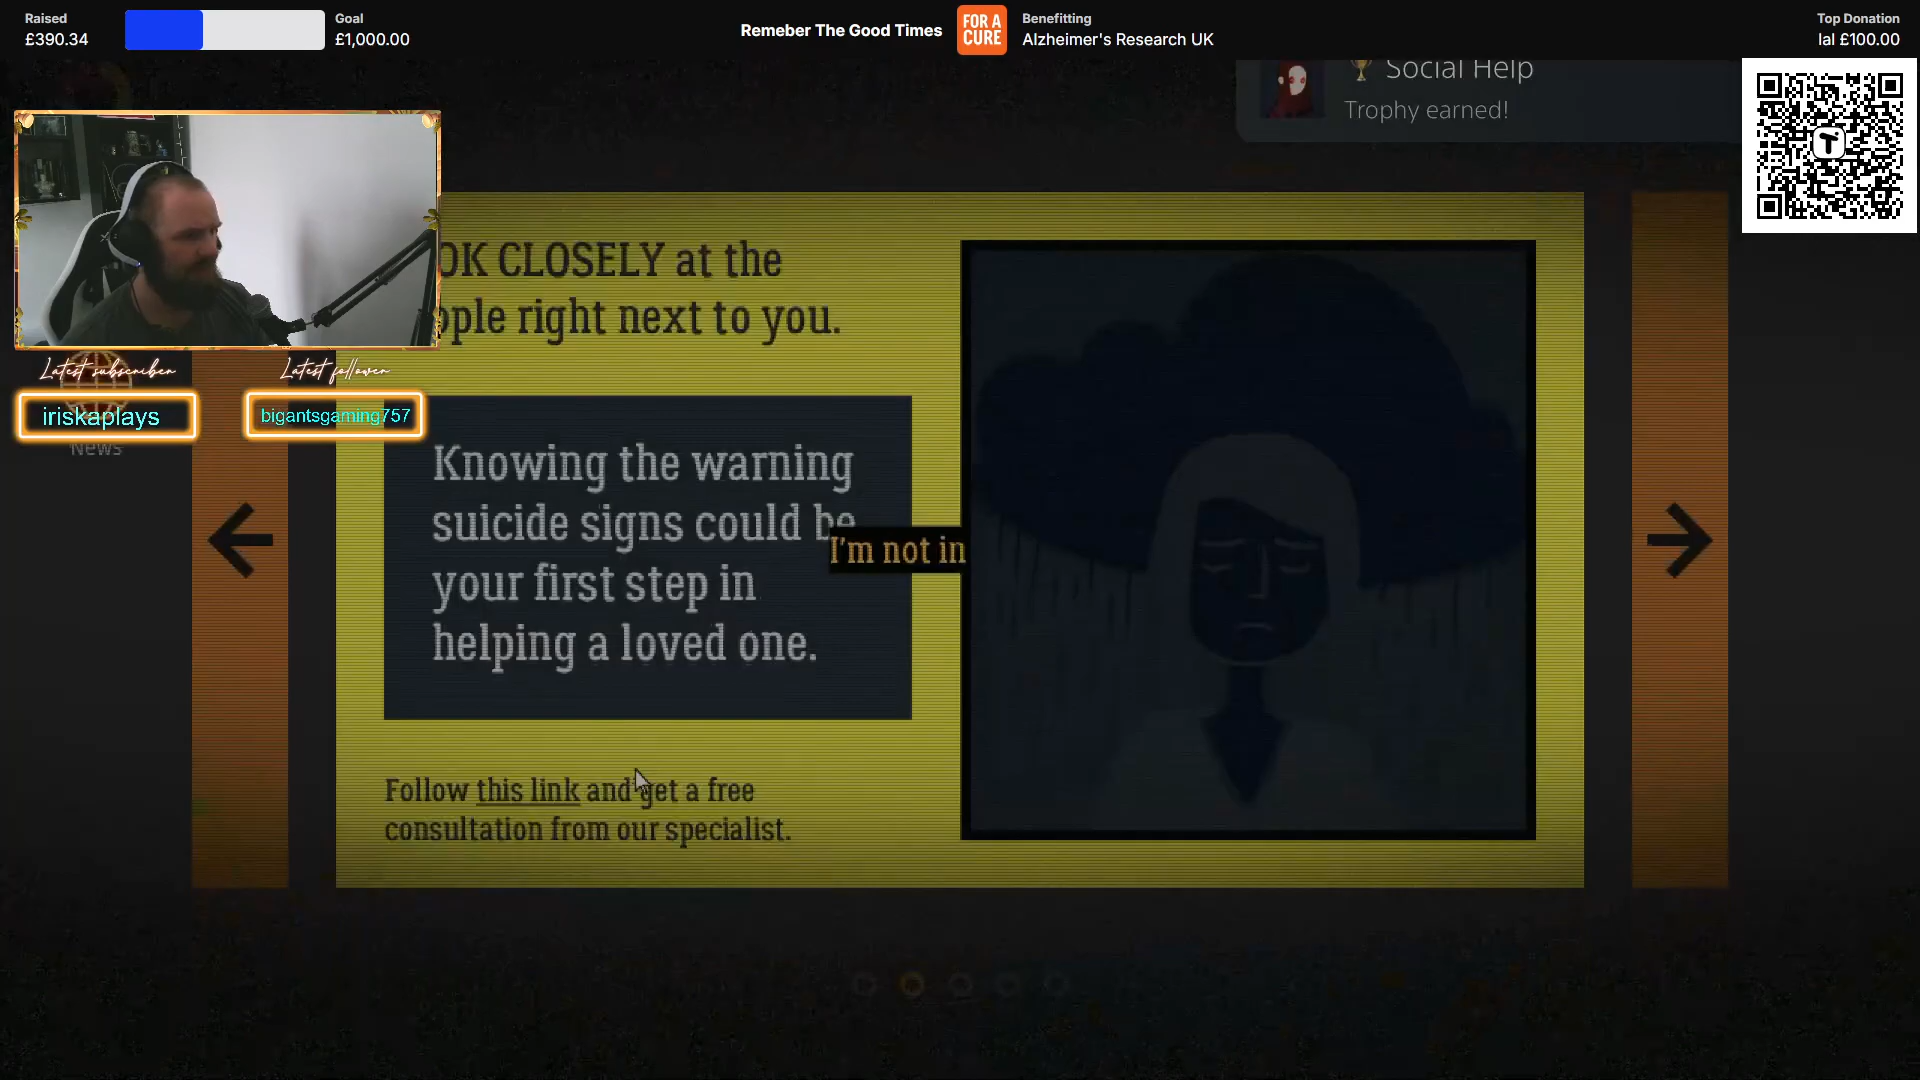 Raised
£390.34
Goal
£1,000.00
Remeber The Good Times
FOR A
CURE
Benefitting
Alzheimer's Research UK
Top Donation
lal £100.00
Social Help
Trophy earned!
Latest subscriber
iriskaplays
Latest follower
bigantsgaming757
News
OK CLOSELY at the
ople right next to you.
Knowing the warning
suicide signs could be
your first step in
helping a loved one.
I'm not in
Follow this link and get a free
consultation from our specialist.